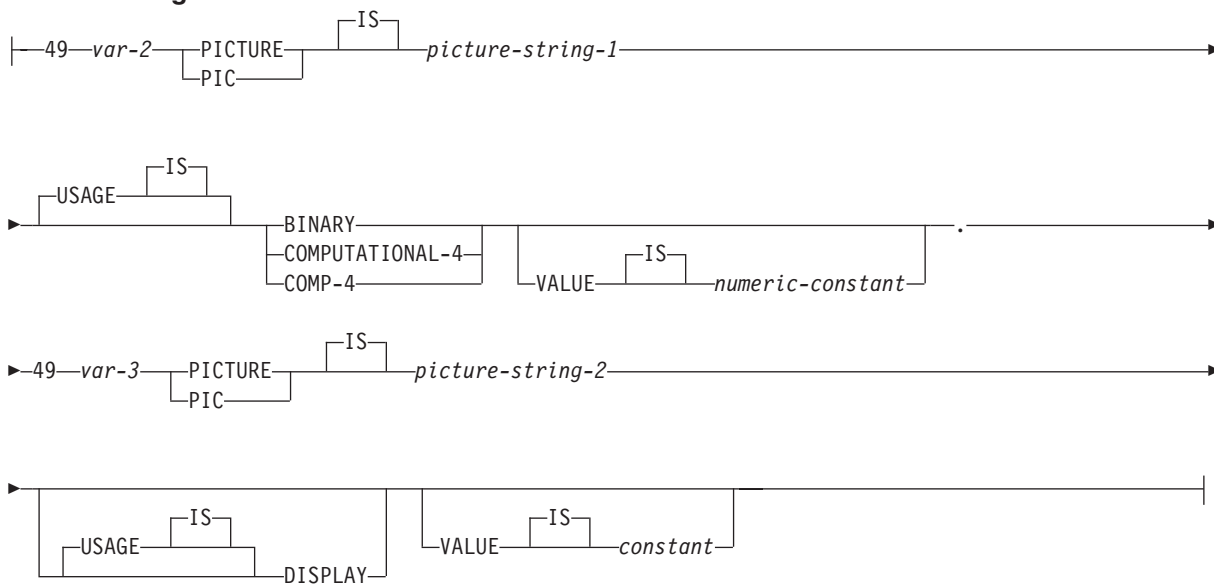 IS
49 var-2 PICTURE picture-string-1
PIC
IS
USAGE
BINARY .
COMPUTATIONAL-4 IS
COMP-4 VALUE numeric-constant
IS
49 var-3 PICTURE picture-string-2
PIC
IS IS
USAGE VALUE constant
DISPLAY